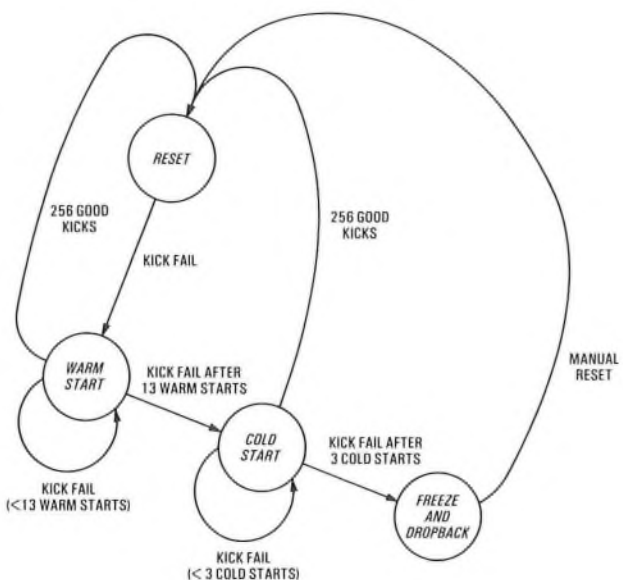 RESET
256 GOOD
KICKS
256 GOOD
KICKS
KICK FAIL
WARM
START
KICK FAIL AFTER
13 WARM STARTS
MANUAL
RESET
COLD
START
KICK FAIL AFTER
3 COLD STARTS
KICK FAIL
(<13 WARM STARTS)
FREEZE
AND
DROPBACK
KICK FAIL
(< 3 COLD STARTS)